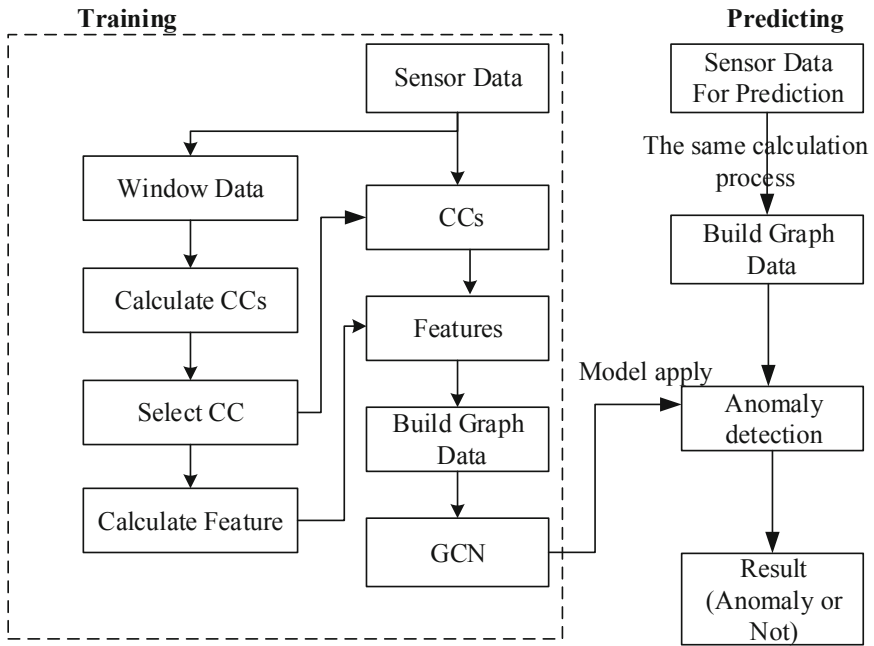 Training
Predicting
Sensor Data
Window Data
CCs
Calculate CCs
Features
Select CC
Build Graph
Data
Calculate Feature
GCN
Model apply
Sensor Data
For Prediction
The same calculation
process
Build Graph
Data
Anomaly
detection
Result
(Anomaly or
Not)